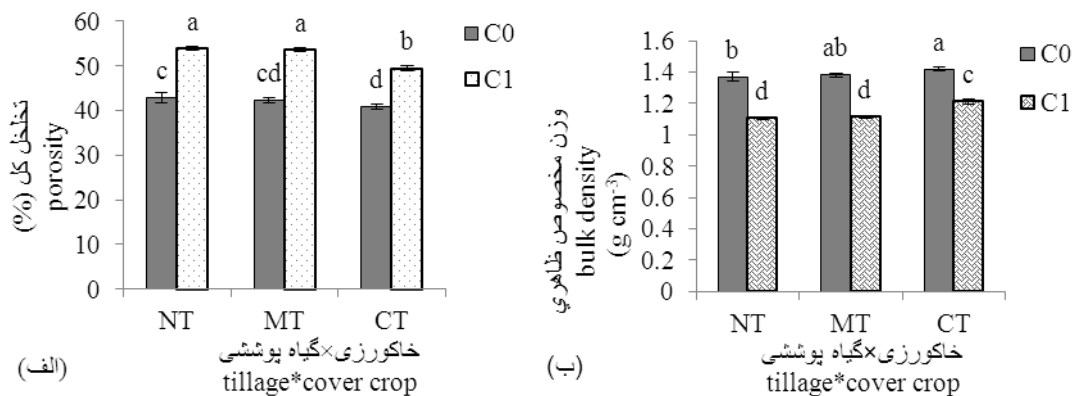 60
50
40
30
20
10
0
تخلخل کل (%)
porosity
c
a
cd
a
d
b
C0
C1
NT
MT
CT
خاکورزی×گیاه پوششی
tillage*cover crop
(الف)
1.6
1.4
1.2
1
0.8
0.6
0.4
0.2
0
وزن مخصوص ظاهري
bulk density
(g cm-3)
b
d
ab
d
a
c
C0
C1
NT
MT
CT
خاکورزی×گیاه پوششی
tillage*cover crop
(ب)